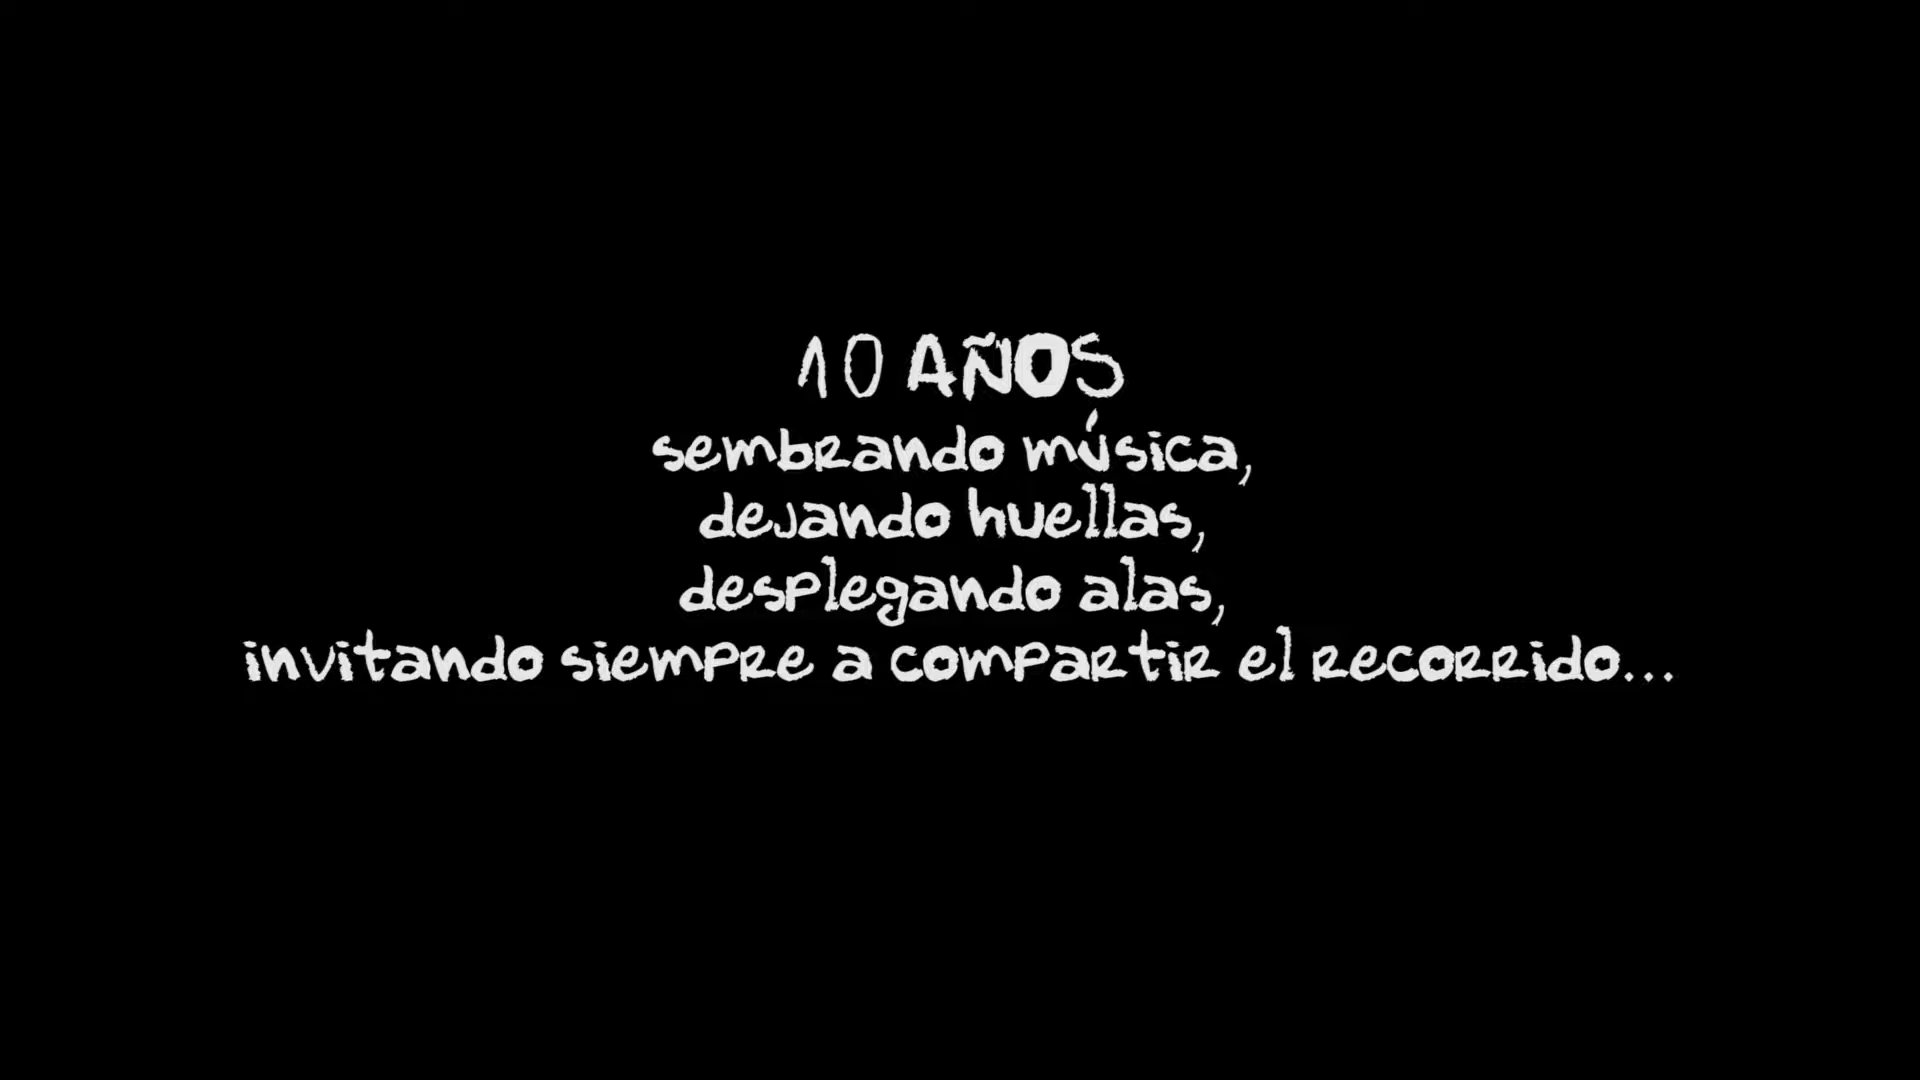 10 AÑOS
sembrando música,
dejando huellas,
desplegando alas,
invitando siempre a compartir el recorrido...